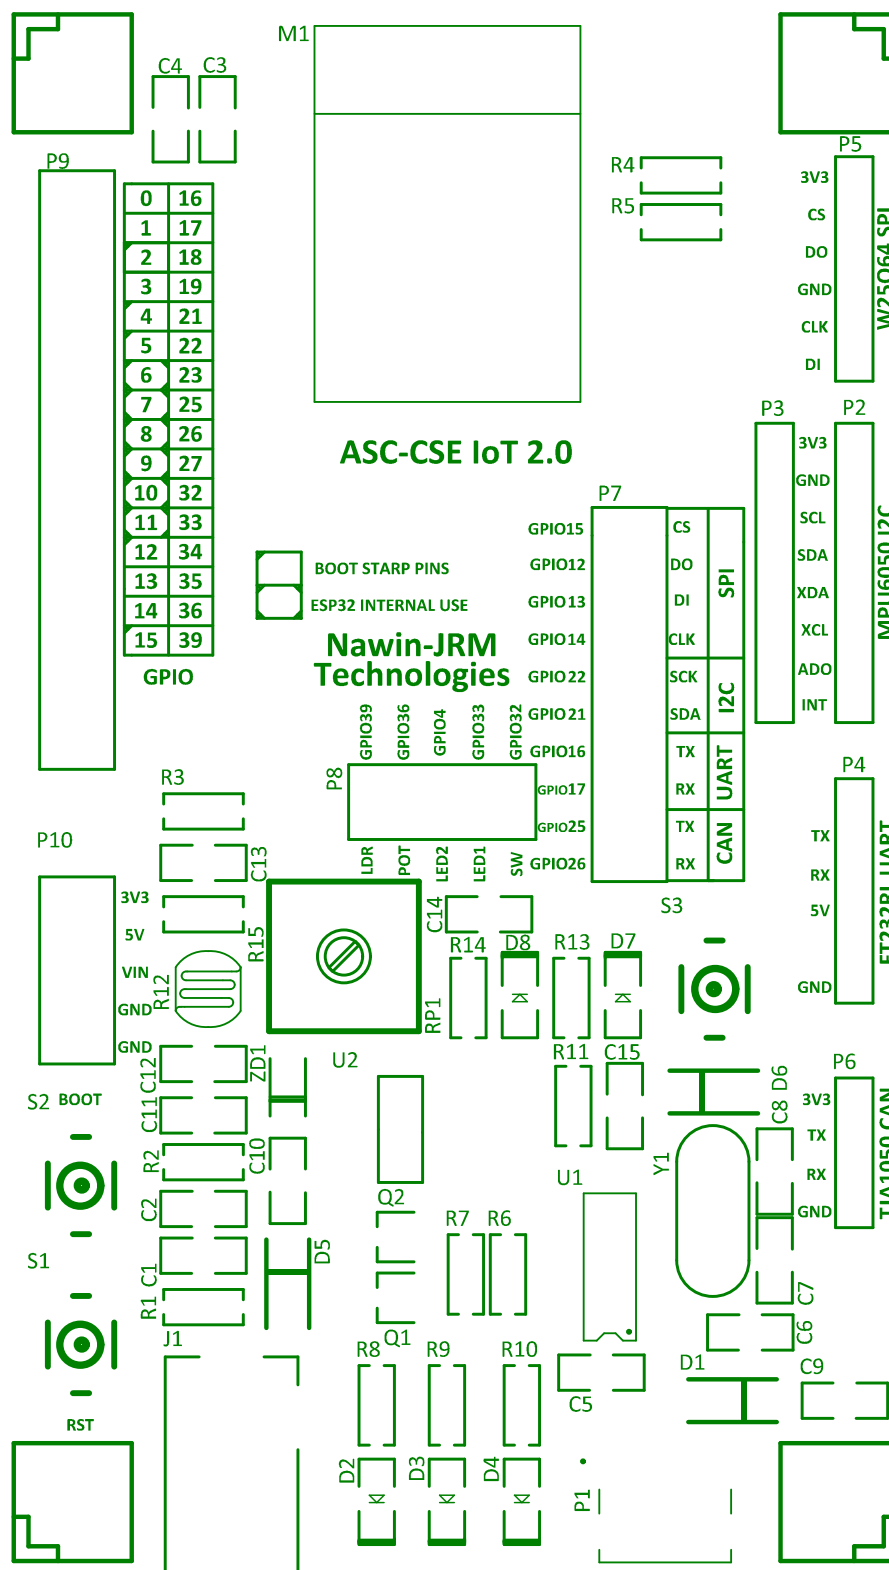 M1
C4 C3
P9
R4
R5
P5
3V3
CS
DO
GND
CLK
DI
W25Q64 SPI
0 16
1 17
2 18
3 19
4 21
5 22
6 23
7 25
8 26
9 27
10 32
11 33
12 34
13 35
14 36
15 39
GPIO
ASC-CSE IoT 2.0
BOOT STARP PINS
ESP32 INTERNAL USE
Nawin-JRM
Technologies
P3
P2
3V3
GND
SCL
SDA
XDA
XCL
ADO
INT
MPU6050 I2C
P7
GPIO15 CS
GPIO12 DO
GPIO13 DI
GPIO14 CLK
SPI
GPIO22 SCK
GPIO21 SDA
I2C
GPIO16 TX
GPIO17 RX
UART
GPIO25 TX
GPIO26 RX
CAN
P8
GPIO39 GPIO36 GPIO4 GPIO33 GPIO32
LDR POT LED2 LED1 SW
P4
TX
RX
5V
GND
FT232RL UART
R3
C13
R15
R12
P10
3V3
5V
VIN
GND
GND
C14
RP1
R14
D8
R13
D7
S3
S2 BOOT
C12
C11
R2
C2
C1
R1
ZD1
C10
D5
U2
Q2
Q1
R11
C15
U1
D6
Y1
C8
C7
C6
P6
3V3
TX
RX
GND
TJA1050 CAN
S1
RST
J1
R7 R6
R8 R9 R10
D2 D3 D4
C5
D1
C9
P1